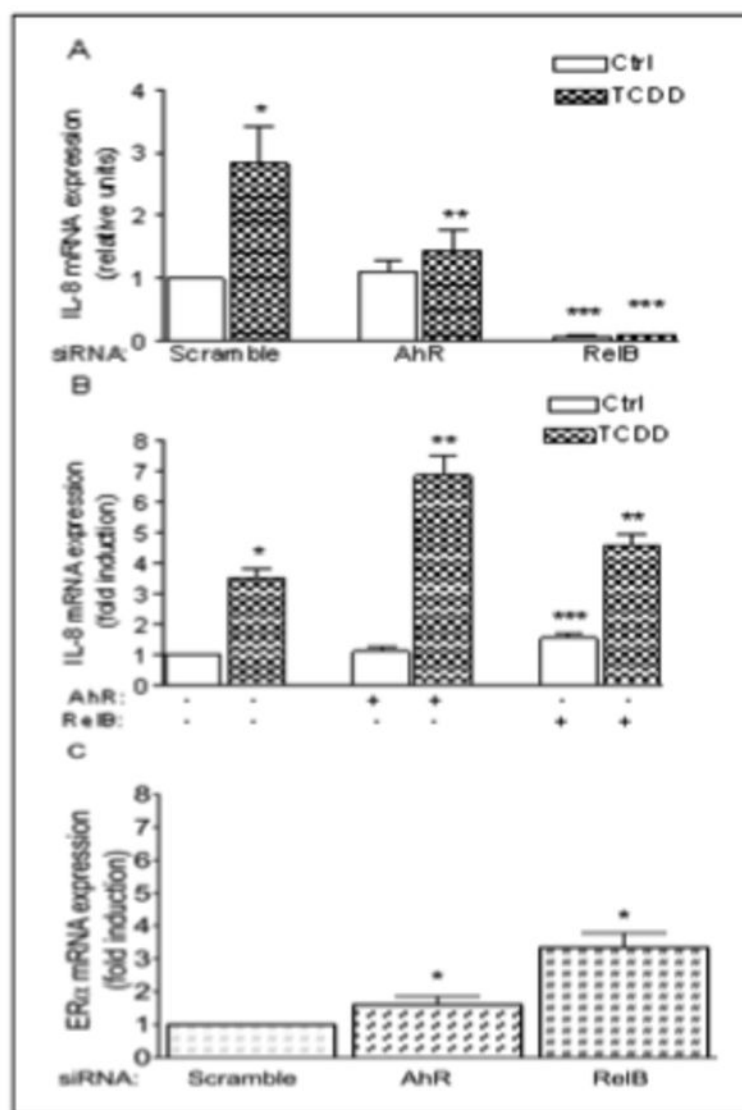 A
Ctrl
TCDD
IL-8 mRNA expression
(relative units)
4
3
2
1
0
*
**
***
***
siRNA: Scramble AhR RelB
B
Ctrl
TCDD
IL-8 mRNA expression
(fold induction)
8
7
6
5
4
3
2
1
0
*
**
***
**
AhR: - - + + - -
RelB: - - - - + +
C
ERα mRNA expression
(fold induction)
8
7
6
5
4
3
2
1
0
*
*
siRNA: Scramble AhR RelB